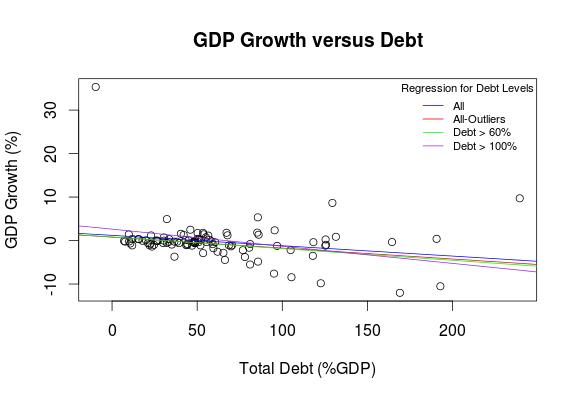 GDP Growth versus Debt
Regression for Debt Levels
All
All-Outliers
Debt > 60%
Debt > 100%
GDP Growth (%)
30
20
10
0
-10
0 50 100 150 200
Total Debt (%GDP)